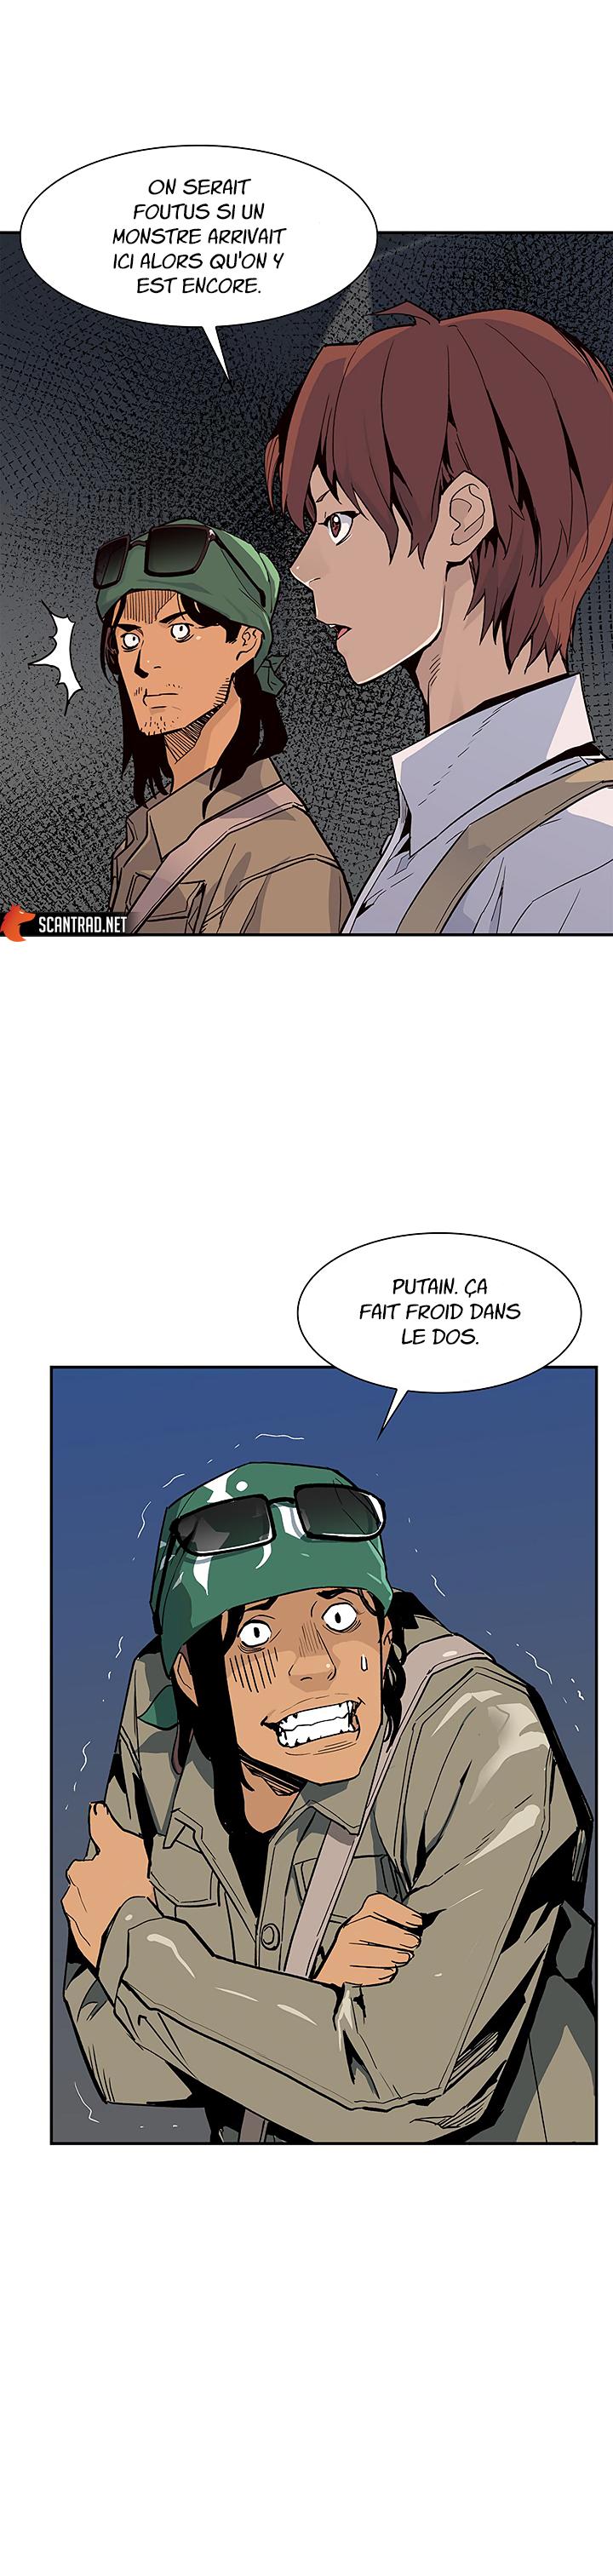 ON SERAIT
FOUTUS SI UN
MONSTRE ARRIVAIT
ICI ALORS QU'ON Y
EST ENCORE.
SCANTRAD.NET
PUTAIN. ÇA
FAIT FROID DANS
LE DOS.